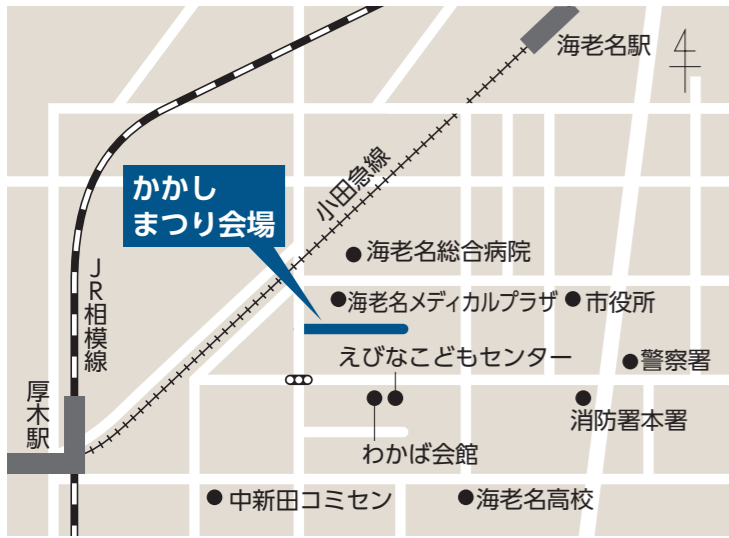 海老名駅
小田急線
かかし
まつり会場
海老名総合病院
JR相模線
海老名メディカルプラザ
市役所
えびなこどもセンター
警察署
厚木駅
消防署本署
わかば会館
中新田コミセン
海老名高校